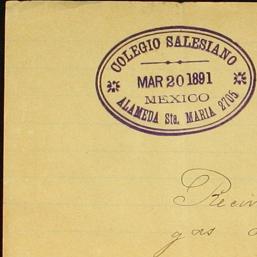 COLEGIO SALESIANO
MAR 20 1891
MEXICO
ALAMEDA Sta. MARIA 2705